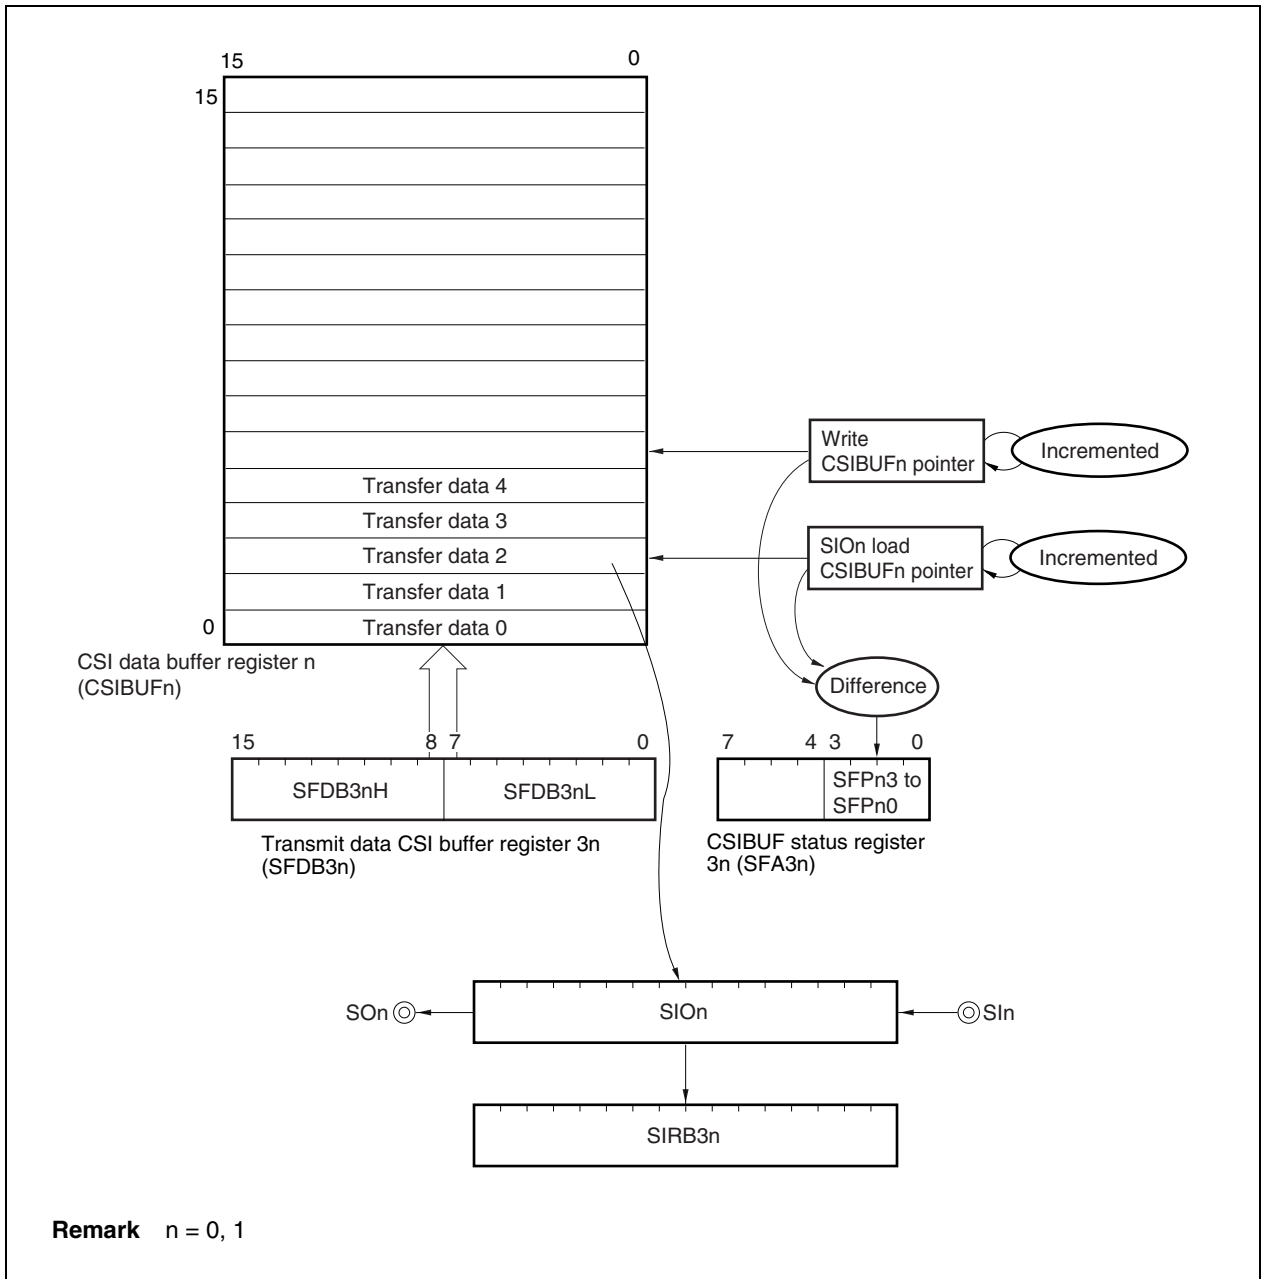 15 0
15
Write
CSIBUFn pointer
Incremented
Transfer data 4
Transfer data 3
Transfer data 2
Transfer data 1
Transfer data 0
SIOn load
CSIBUFn pointer
Incremented
0
CSI data buffer register n
(CSIBUFn)
Difference
15 8 7 0
SFDB3nH SFDB3nL
Transmit data CSI buffer register 3n
(SFDB3n)
7 4 3 0
SFPn3 to
SFPn0
CSIBUF status register
3n (SFA3n)
SOn SIOn SIn
SIRB3n
Remark n = 0, 1